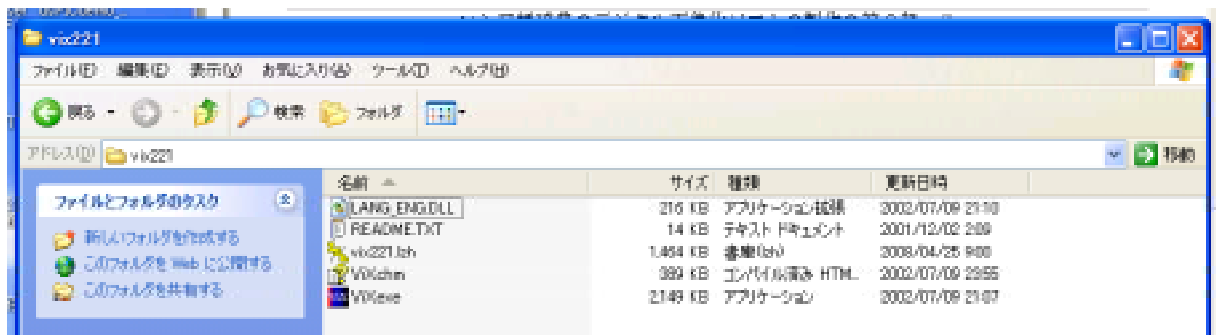 vix221
ファイル(F) 編集(E) 表示(V) お気に入り(A) ツール(T) ヘルプ(H)
戻る 検索 フォルダ
アドレス(D) vix221 移動
名前 サイズ 種類 更新日時
ファイルとフォルダのタスク
新しいフォルダを作成する
このフォルダを Web に公開する
このフォルダを共有する
LANG_ENG.DLL 216 KB アプリケーション拡張 2002/07/09 21:10
README.TXT 14 KB テキスト ドキュメント 2001/12/02 2:09
vix221.lzh 1,464 KB 書庫(lzh) 2008/04/25 9:00
ViX.chm 389 KB コンパイル済み HTM... 2002/07/09 23:55
ViX.exe 2,149 KB アプリケーション 2002/07/09 21:07